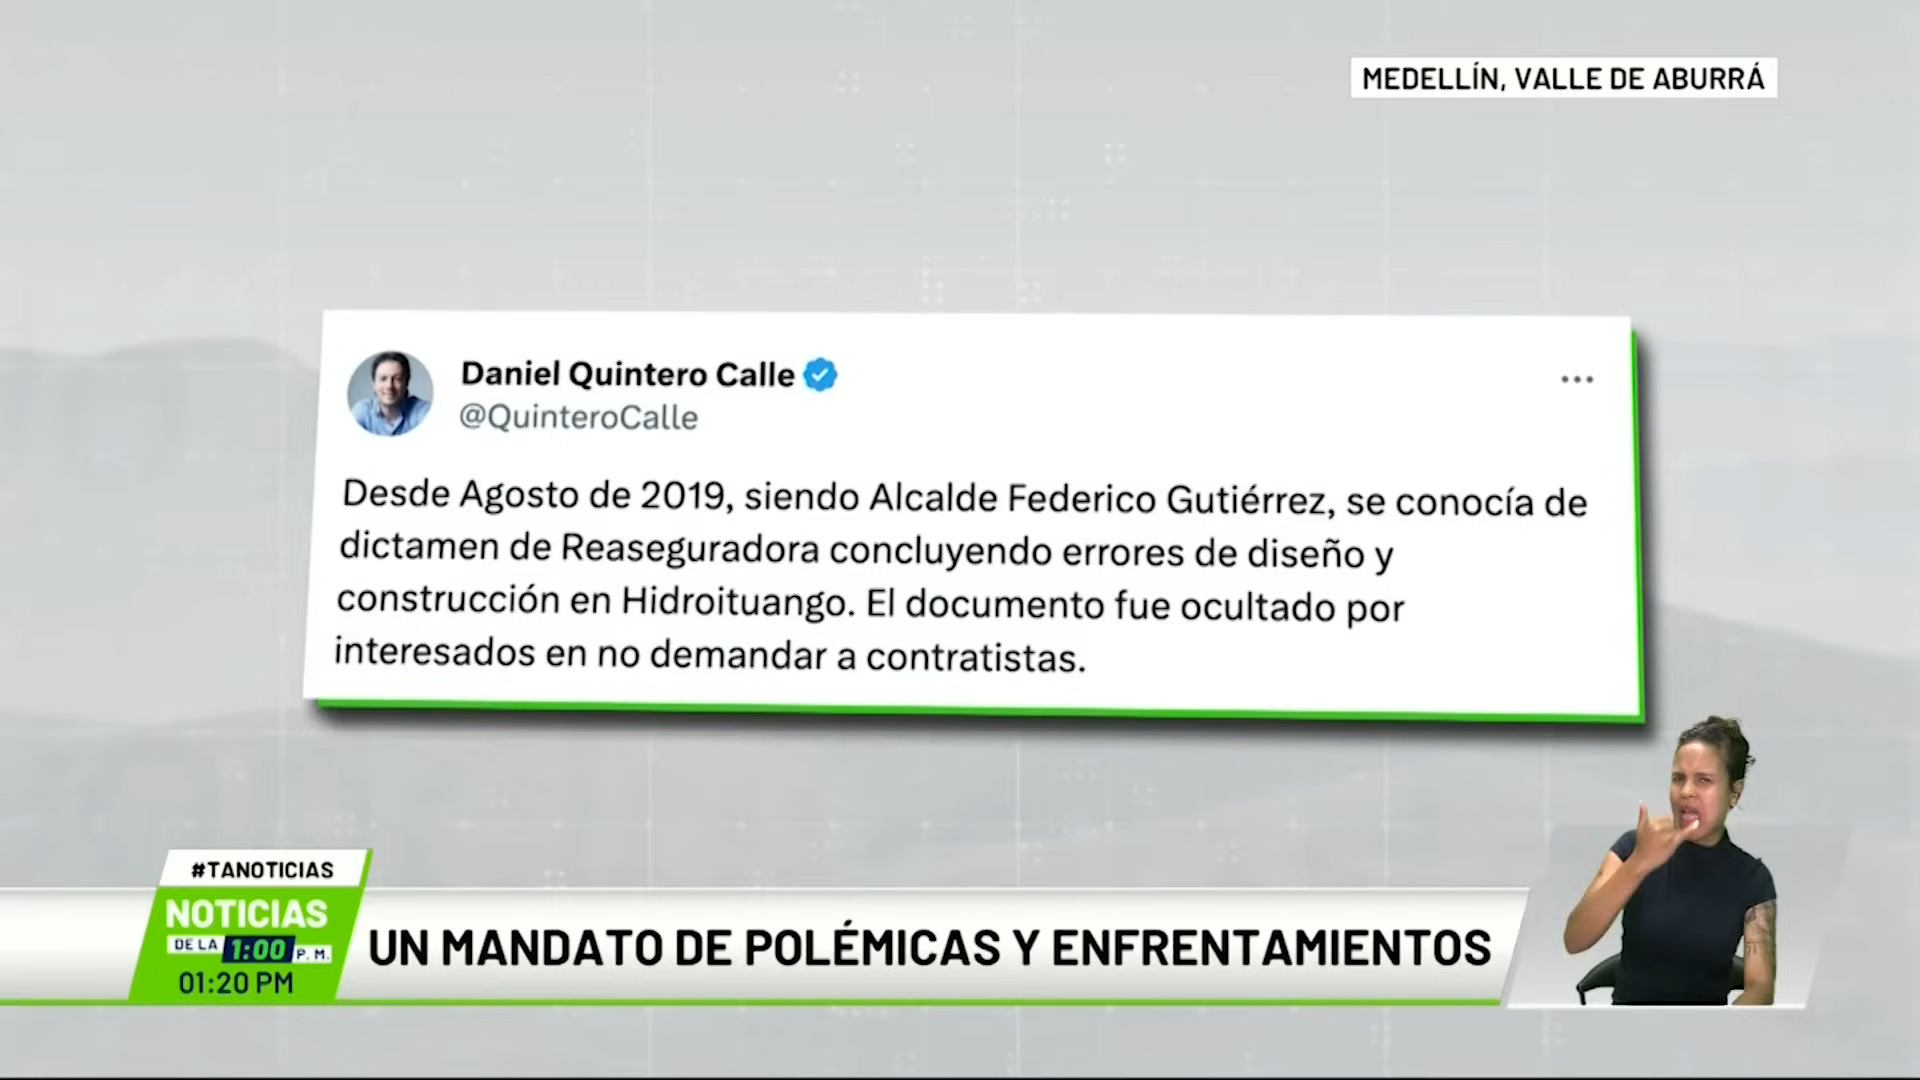 MEDELLÍN, VALLE DE ABURRÁ
Daniel Quintero Calle
@QuinteroCalle
Desde Agosto de 2019, siendo Alcalde Federico Gutiérrez, se conocía de
dictamen de Reaseguradora concluyendo errores de diseño y
construcción en Hidroituango. El documento fue ocultado por
interesados en no demandar a contratistas.
#TANOTICIAS
NOTICIAS
DE LA 1:00 P. M.
01:20 PM
UN MANDATO DE POLÉMICAS Y ENFRENTAMIENTOS